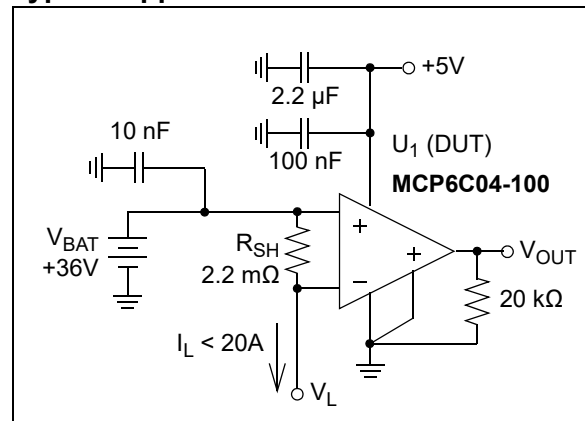 +5V
2.2 µF
10 nF
100 nF
U1 (DUT)
MCP6C04-100
VBAT
+36V
RSH
2.2 mΩ
+
−
+
VOUT
20 kΩ
IL < 20A
VL